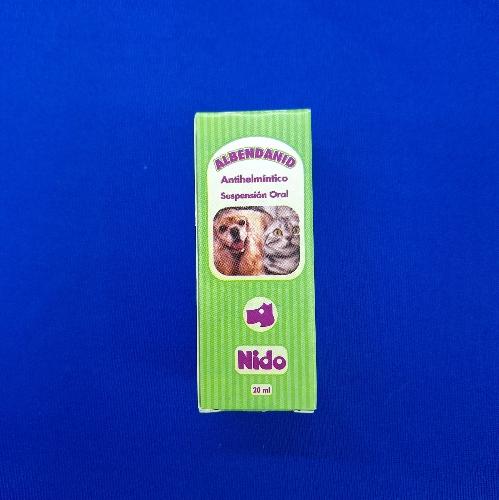 ALBENDANID
Antihelmíntico
Suspensión Oral
Nido
20 ml